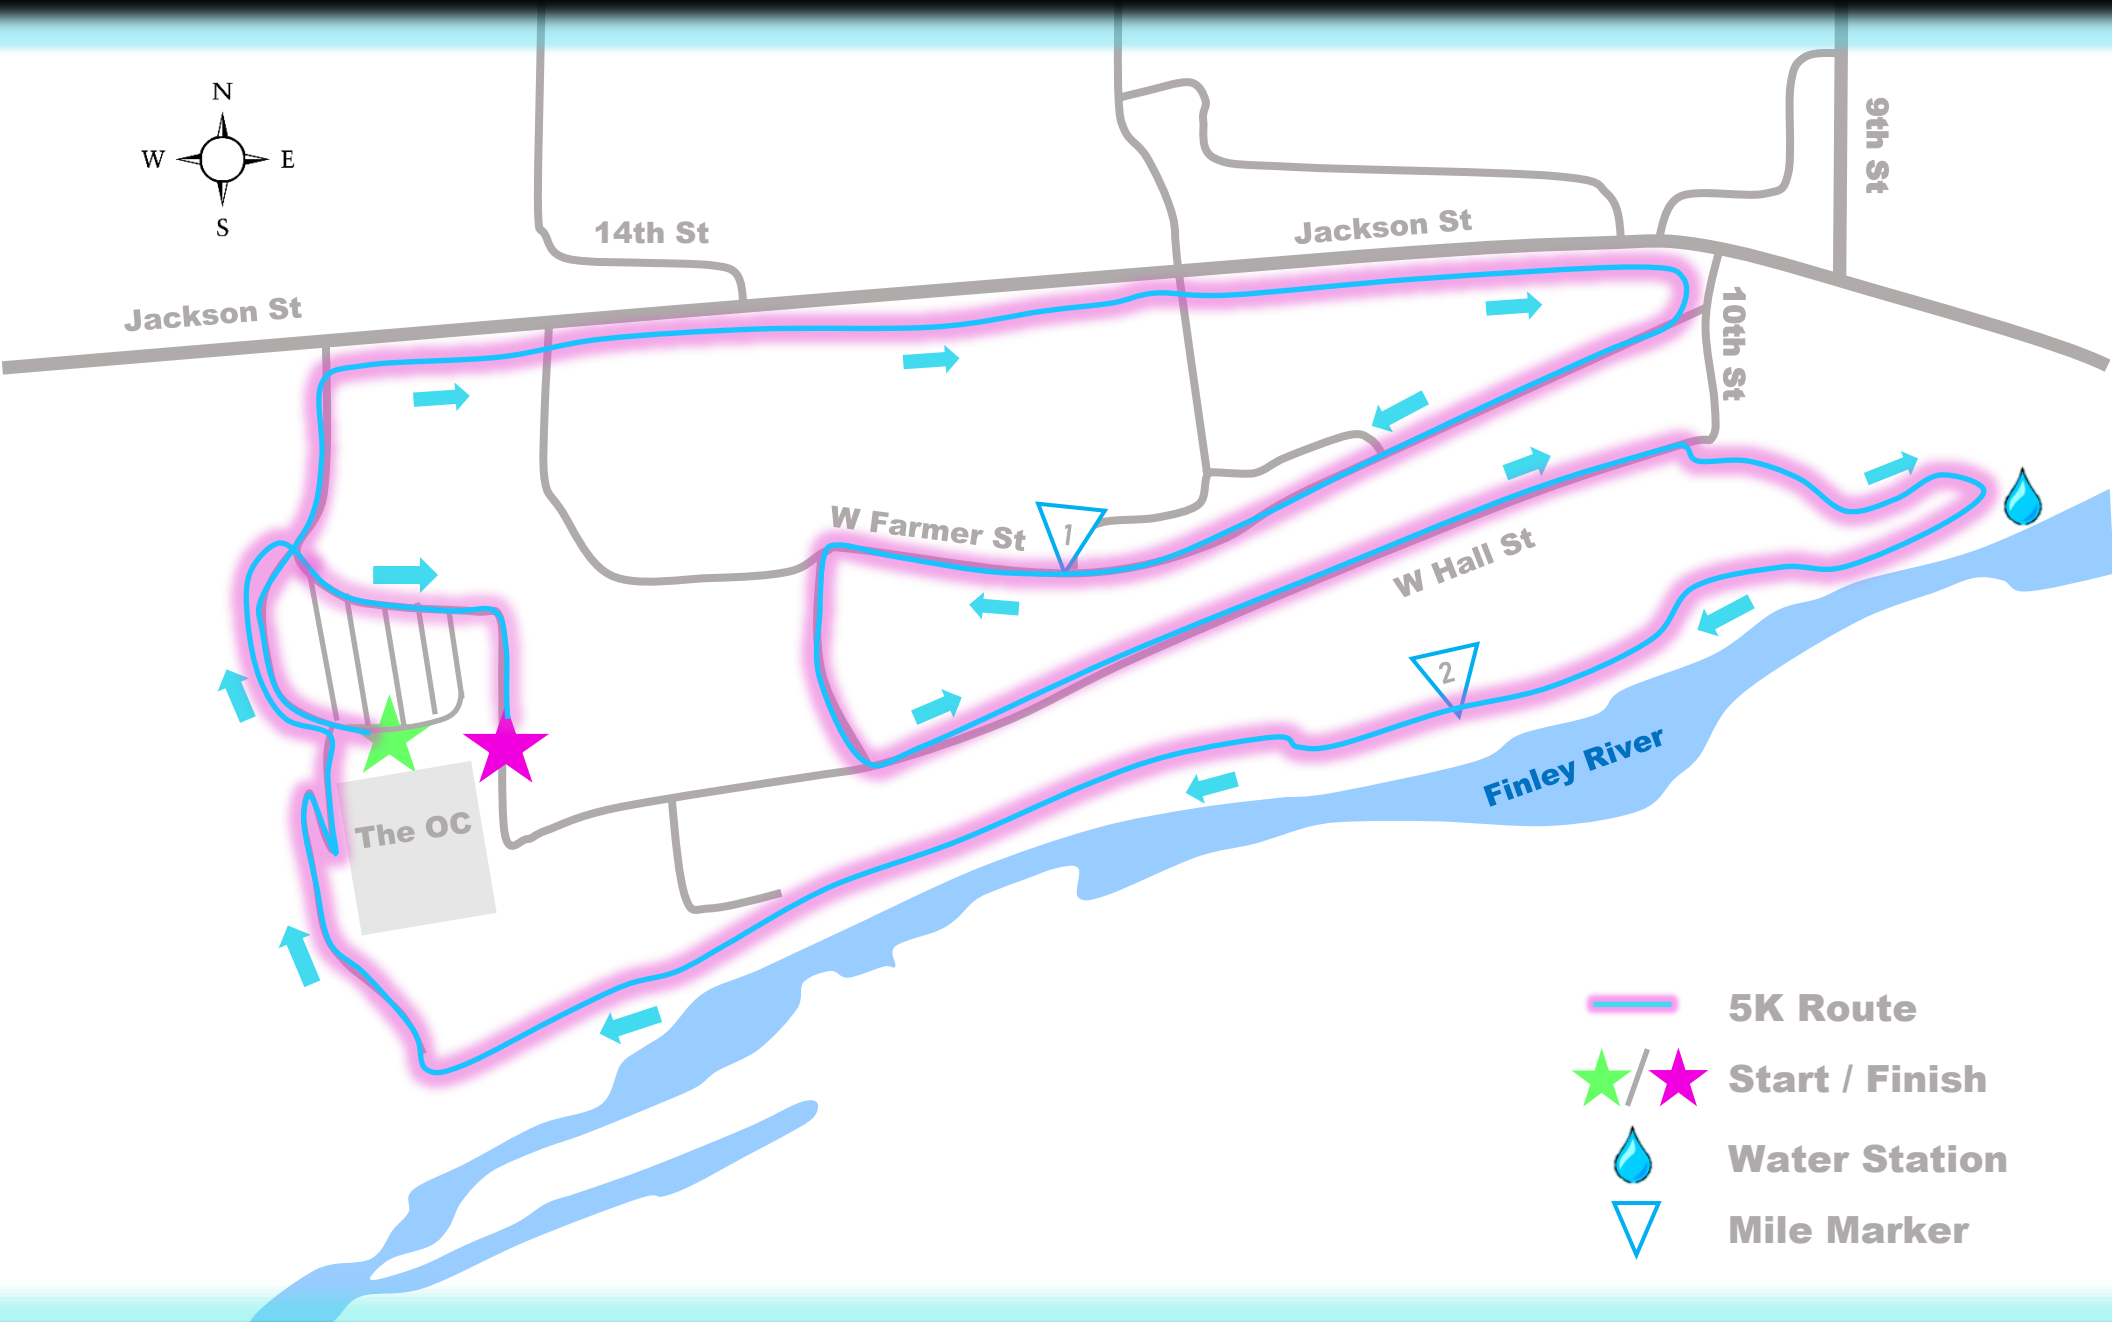 N
W E
S
9th St
14th St
Jackson St
Jackson St
10th St
W Farmer St
1
W Hall St
2
Finley River
The OC
5K Route
/ Start / Finish
Water Station
Mile Marker